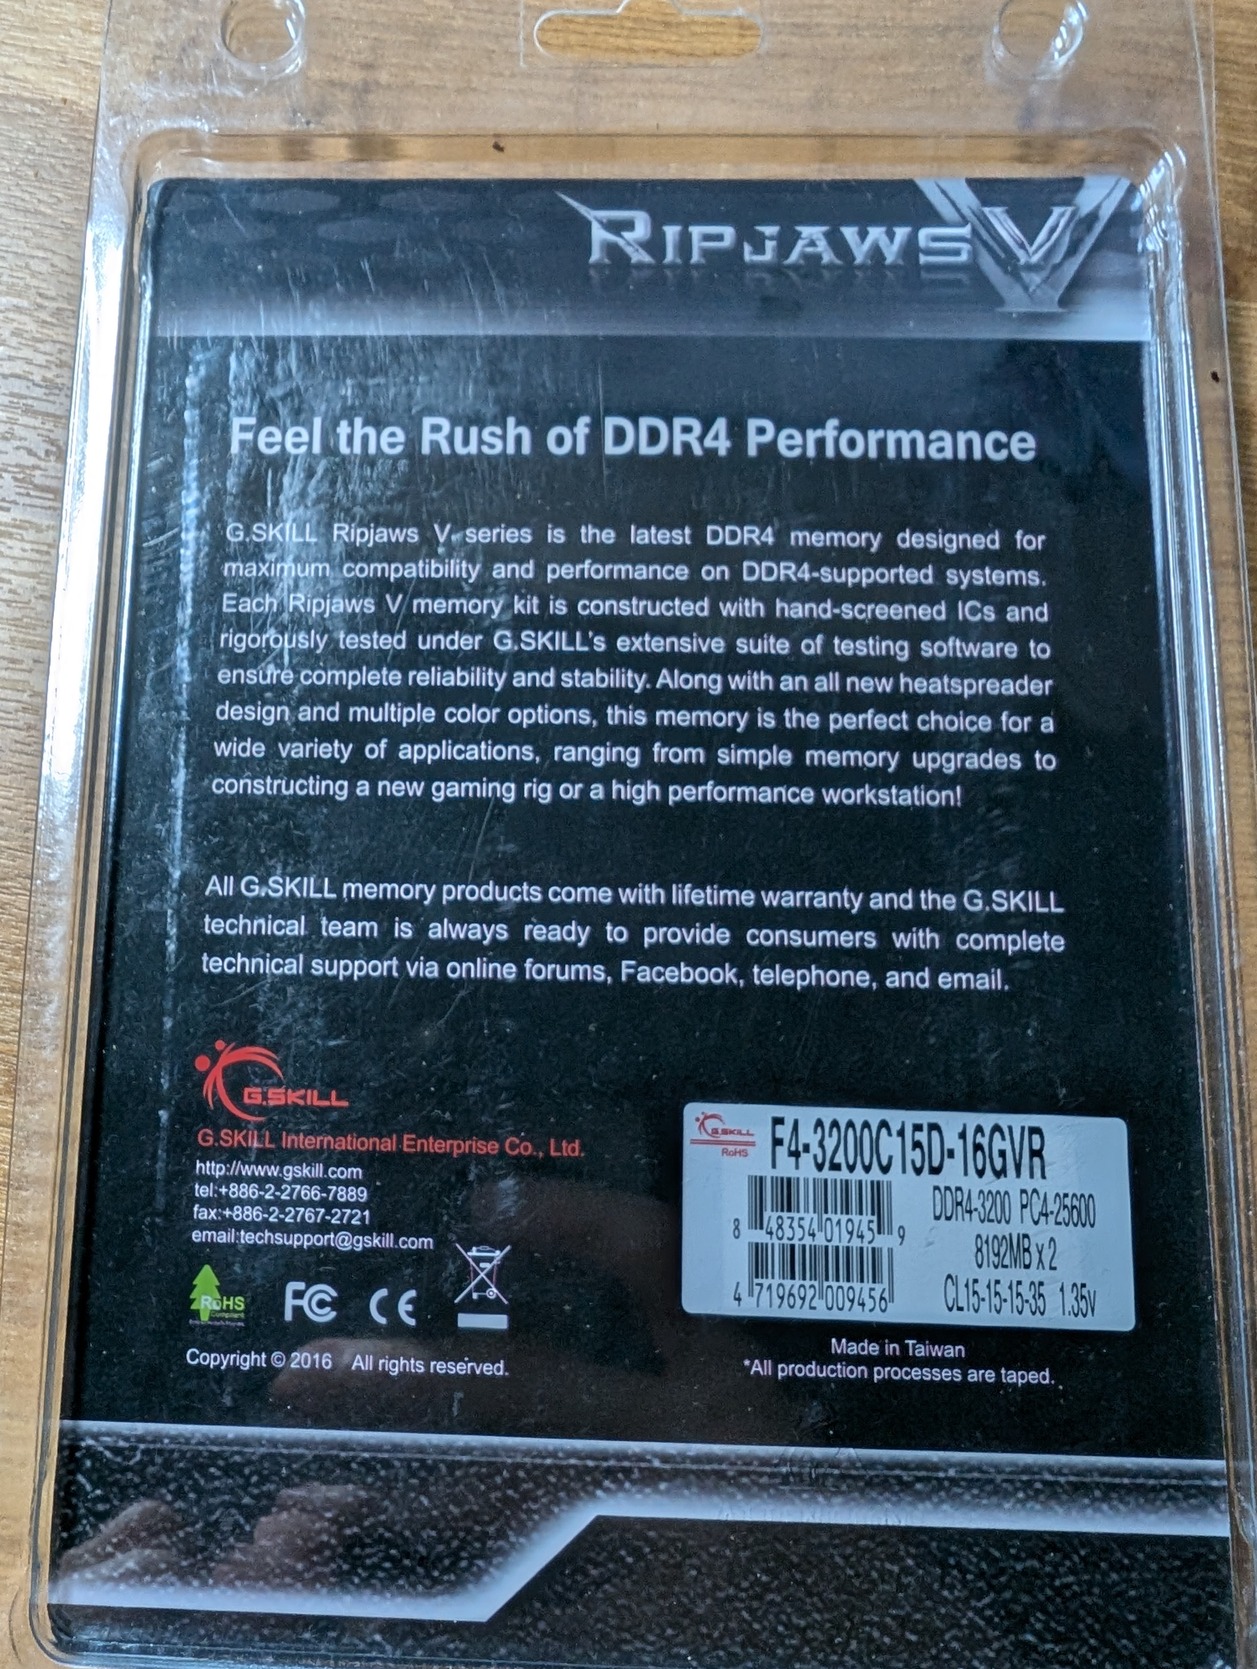 RIPJAWS V
Feel the Rush of DDR4 Performance
G.SKILL Ripjaws V series is the latest DDR4 memory designed for
maximum compatibility and performance on DDR4-supported systems.
Each Ripjaws V memory kit is constructed with hand-screened ICs and
rigorously tested under G.SKILL's extensive suite of testing software to
ensure complete reliability and stability. Along with an all new heatspreader
design and multiple color options, this memory is the perfect choice for a
wide variety of applications, ranging from simple memory upgrades to
constructing a new gaming rig or a high performance workstation!
All G.SKILL memory products come with lifetime warranty and the G.SKILL
technical team is always ready to provide consumers with complete
technical support via online forums, Facebook, telephone, and email.
G.SKILL
G.SKILL International Enterprise Co., Ltd.
http://www.gskill.com
tel:+886-2-2766-7889
fax:+886-2-2767-2721
email:techsupport@gskill.com
RoHS
Compliant
FC CE
Copyright © 2016 All rights reserved.
G.SKILL
RoHS
F4-3200C15D-16GVR
DDR4-3200 PC4-25600
8 48354 01945 9
8192MB x 2
4 719692 009456
CL15-15-15-35 1.35v
Made in Taiwan
*All production processes are taped.